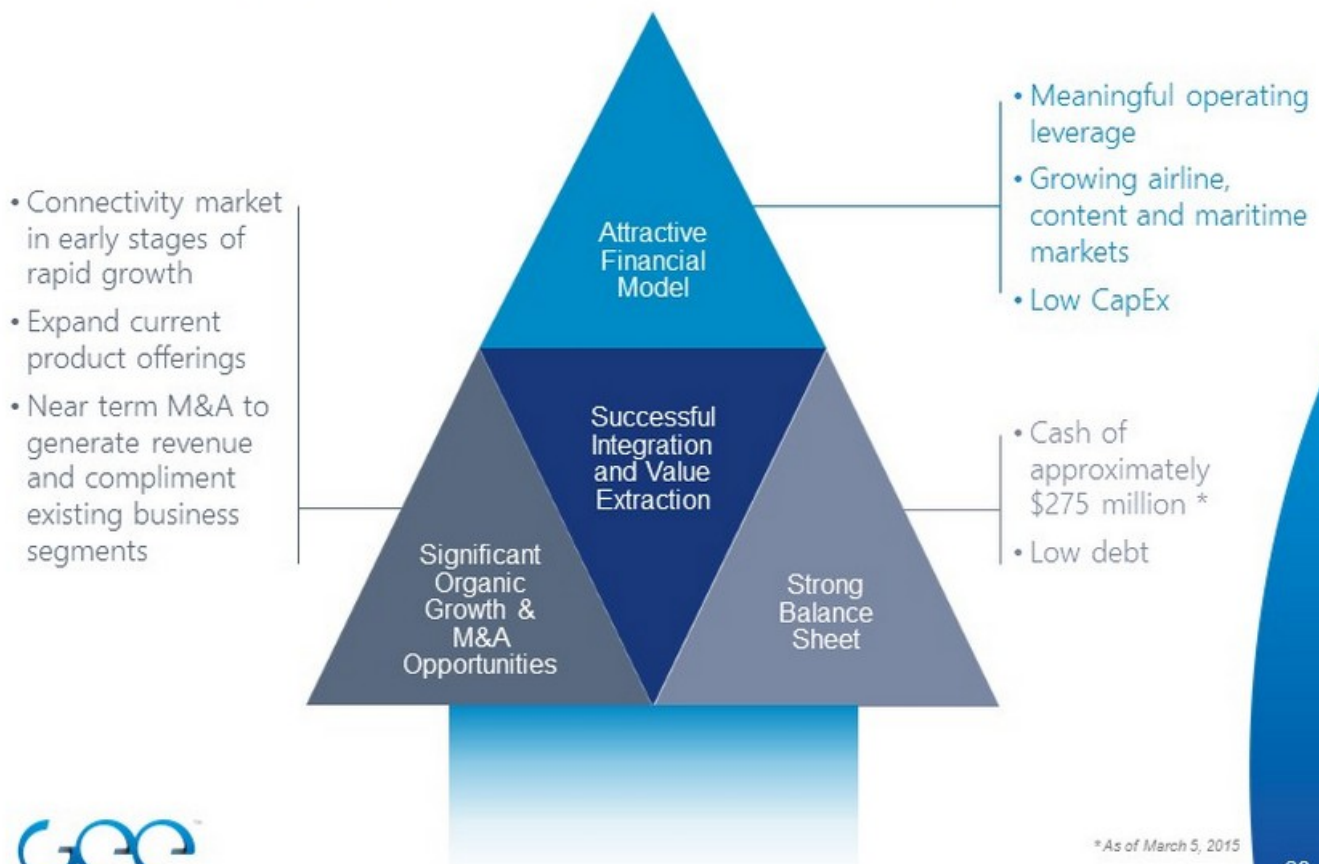 • Connectivity market
in early stages of
rapid growth
• Expand current
product offerings
• Near term M&A to
generate revenue
and compliment
existing business
segments
Attractive
Financial
Model
Successful
Integration
and Value
Extraction
Significant
Organic
Growth &
M&A
Opportunities
Strong
Balance
Sheet
• Meaningful operating
leverage
• Growing airline,
content and maritime
markets
• Low CapEx
• Cash of
approximately
$275 million *
• Low debt
Gee™
* As of March 5, 2015